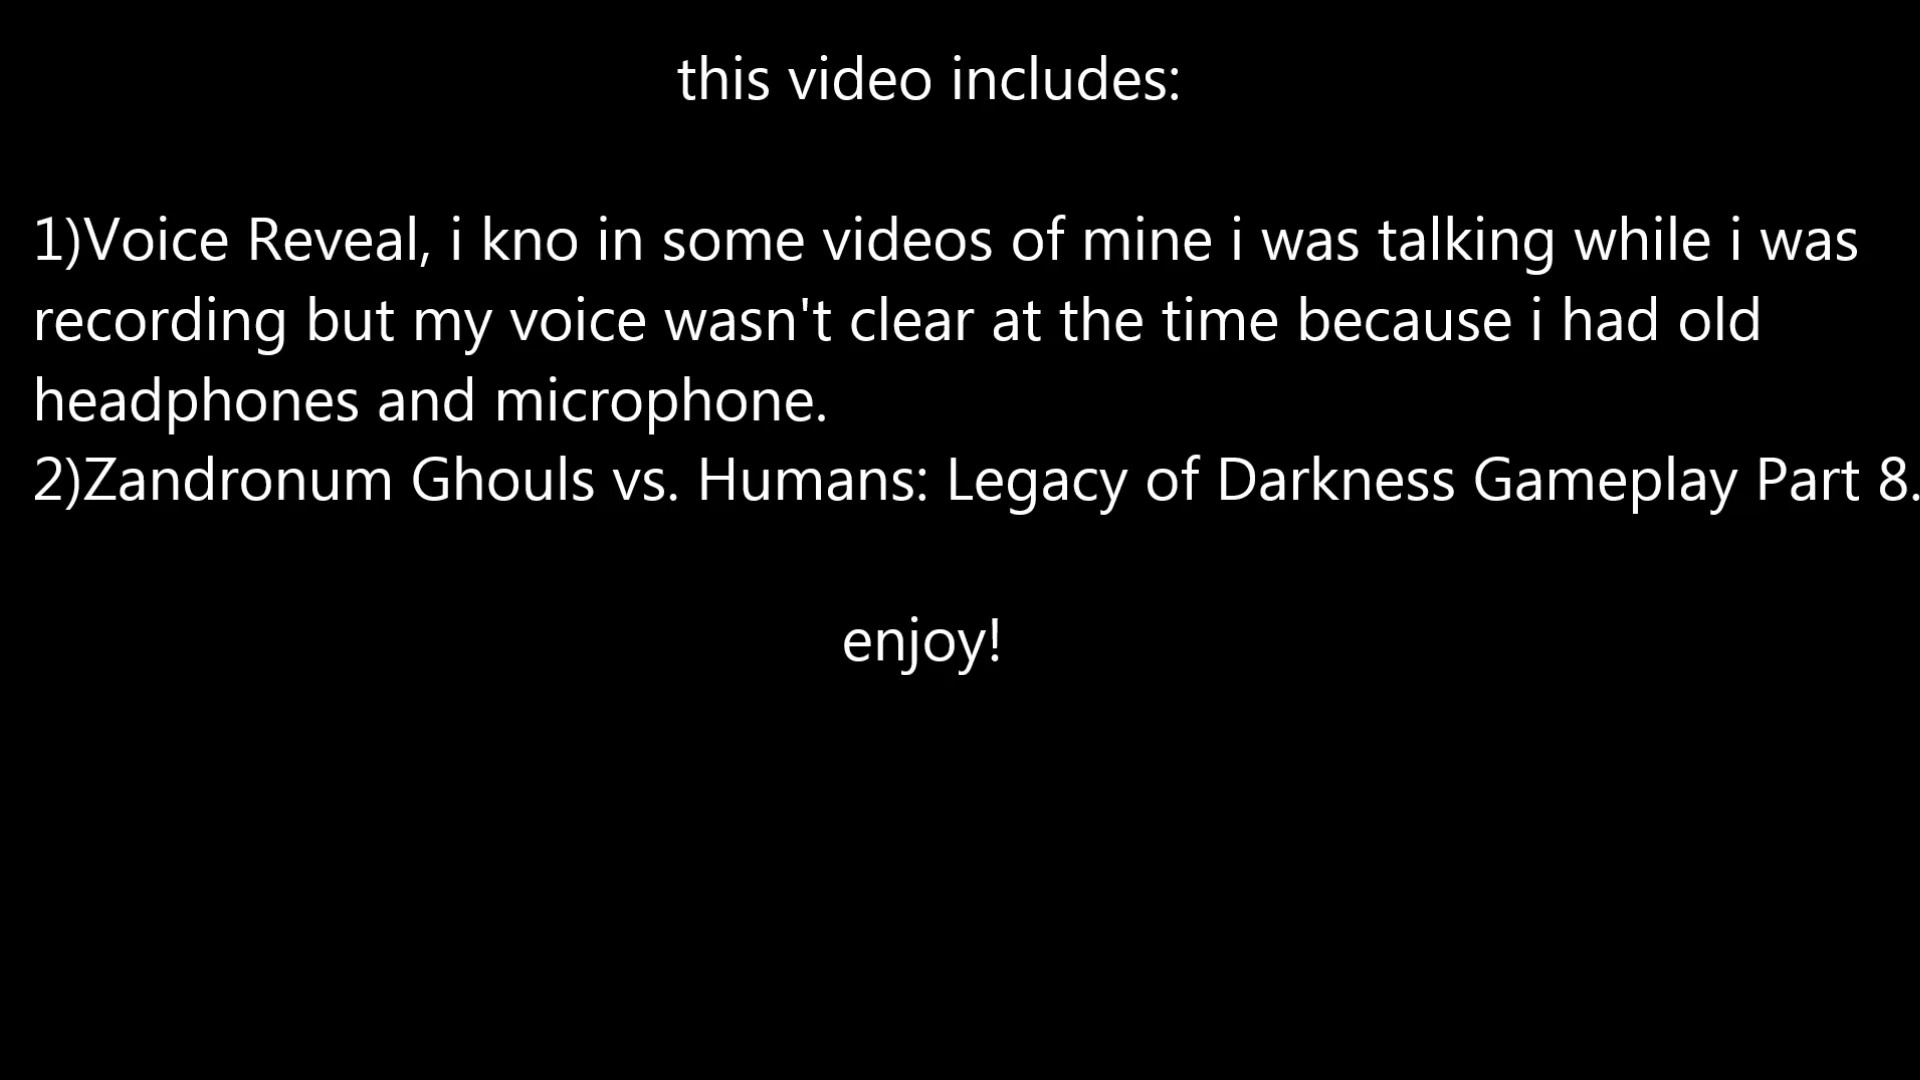 this video includes:
1)Voice Reveal, i kno in some videos of mine i was talking while i was
recording but my voice wasn't clear at the time because i had old
headphones and microphone.
2)Zandronum Ghouls vs. Humans: Legacy of Darkness Gameplay Part 8.
enjoy!